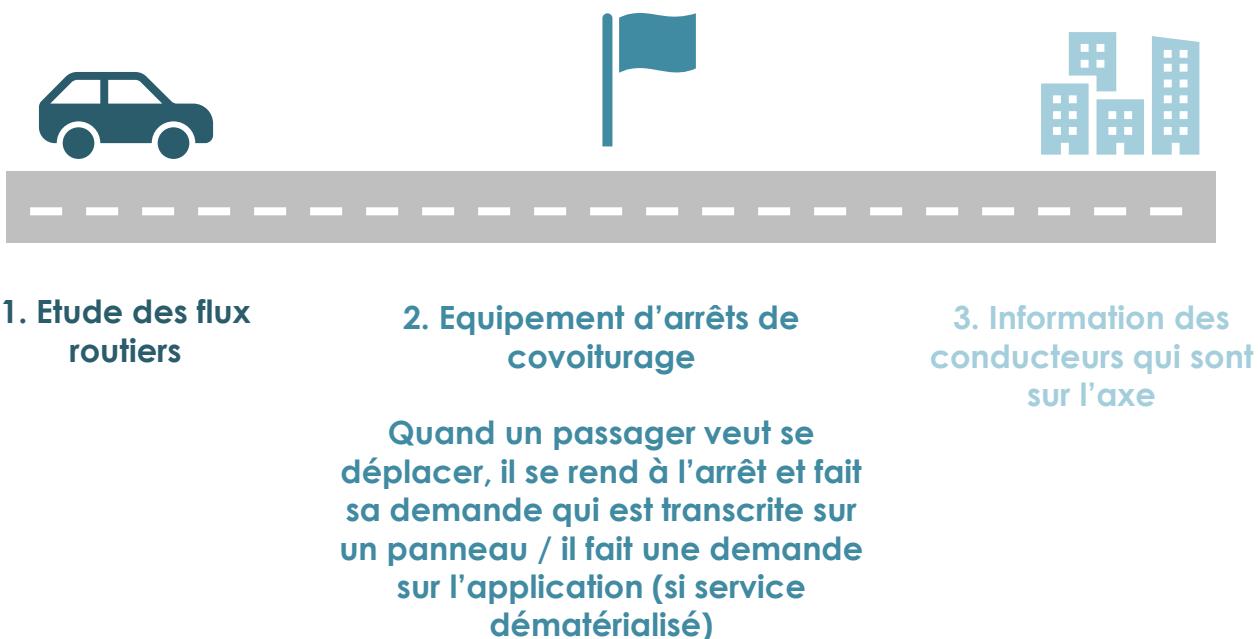 1. Etude des flux
routiers
2. Equipement d’arrêts de
covoiturage
Quand un passager veut se
déplacer, il se rend à l’arrêt et fait
sa demande qui est transcrite sur
un panneau / il fait une demande
sur l’application (si service
dématérialisé)
3. Information des
conducteurs qui sont
sur l’axe